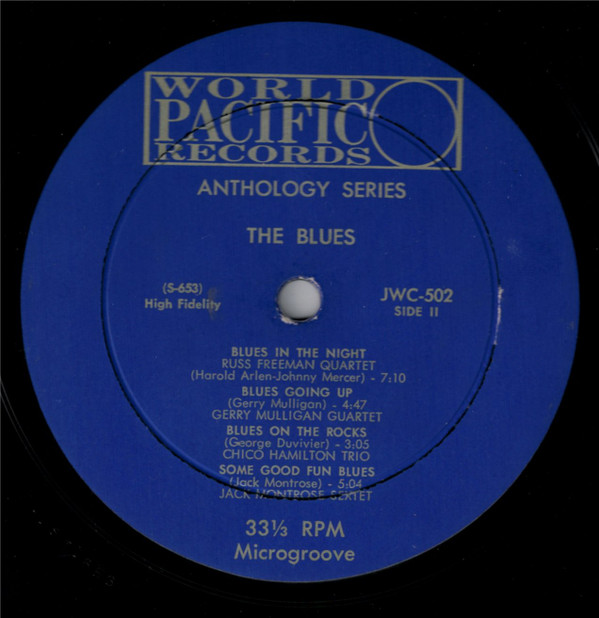 WORLD
PACIFIC
RECORDS
ANTHOLOGY SERIES
THE BLUES
(S-653)
High Fidelity
JWC-502
SIDE II
BLUES IN THE NIGHT
RUSS FREEMAN QUARTET
(Harold Arlen-Johnny Mercer) - 7:10
BLUES GOING UP
(Gerry Mulligan) - 4:47
GERRY MULLIGAN GUARTET
BLUES ON THE ROCKS
(George Duvivier) - 3:05
CHICO HAMILTON TRIO
SOME GOOD FUN BLUES
(Jack Montrose) - 5:04
JACK MONTROSE SEXTET
33⅓ RPM
Microgroove